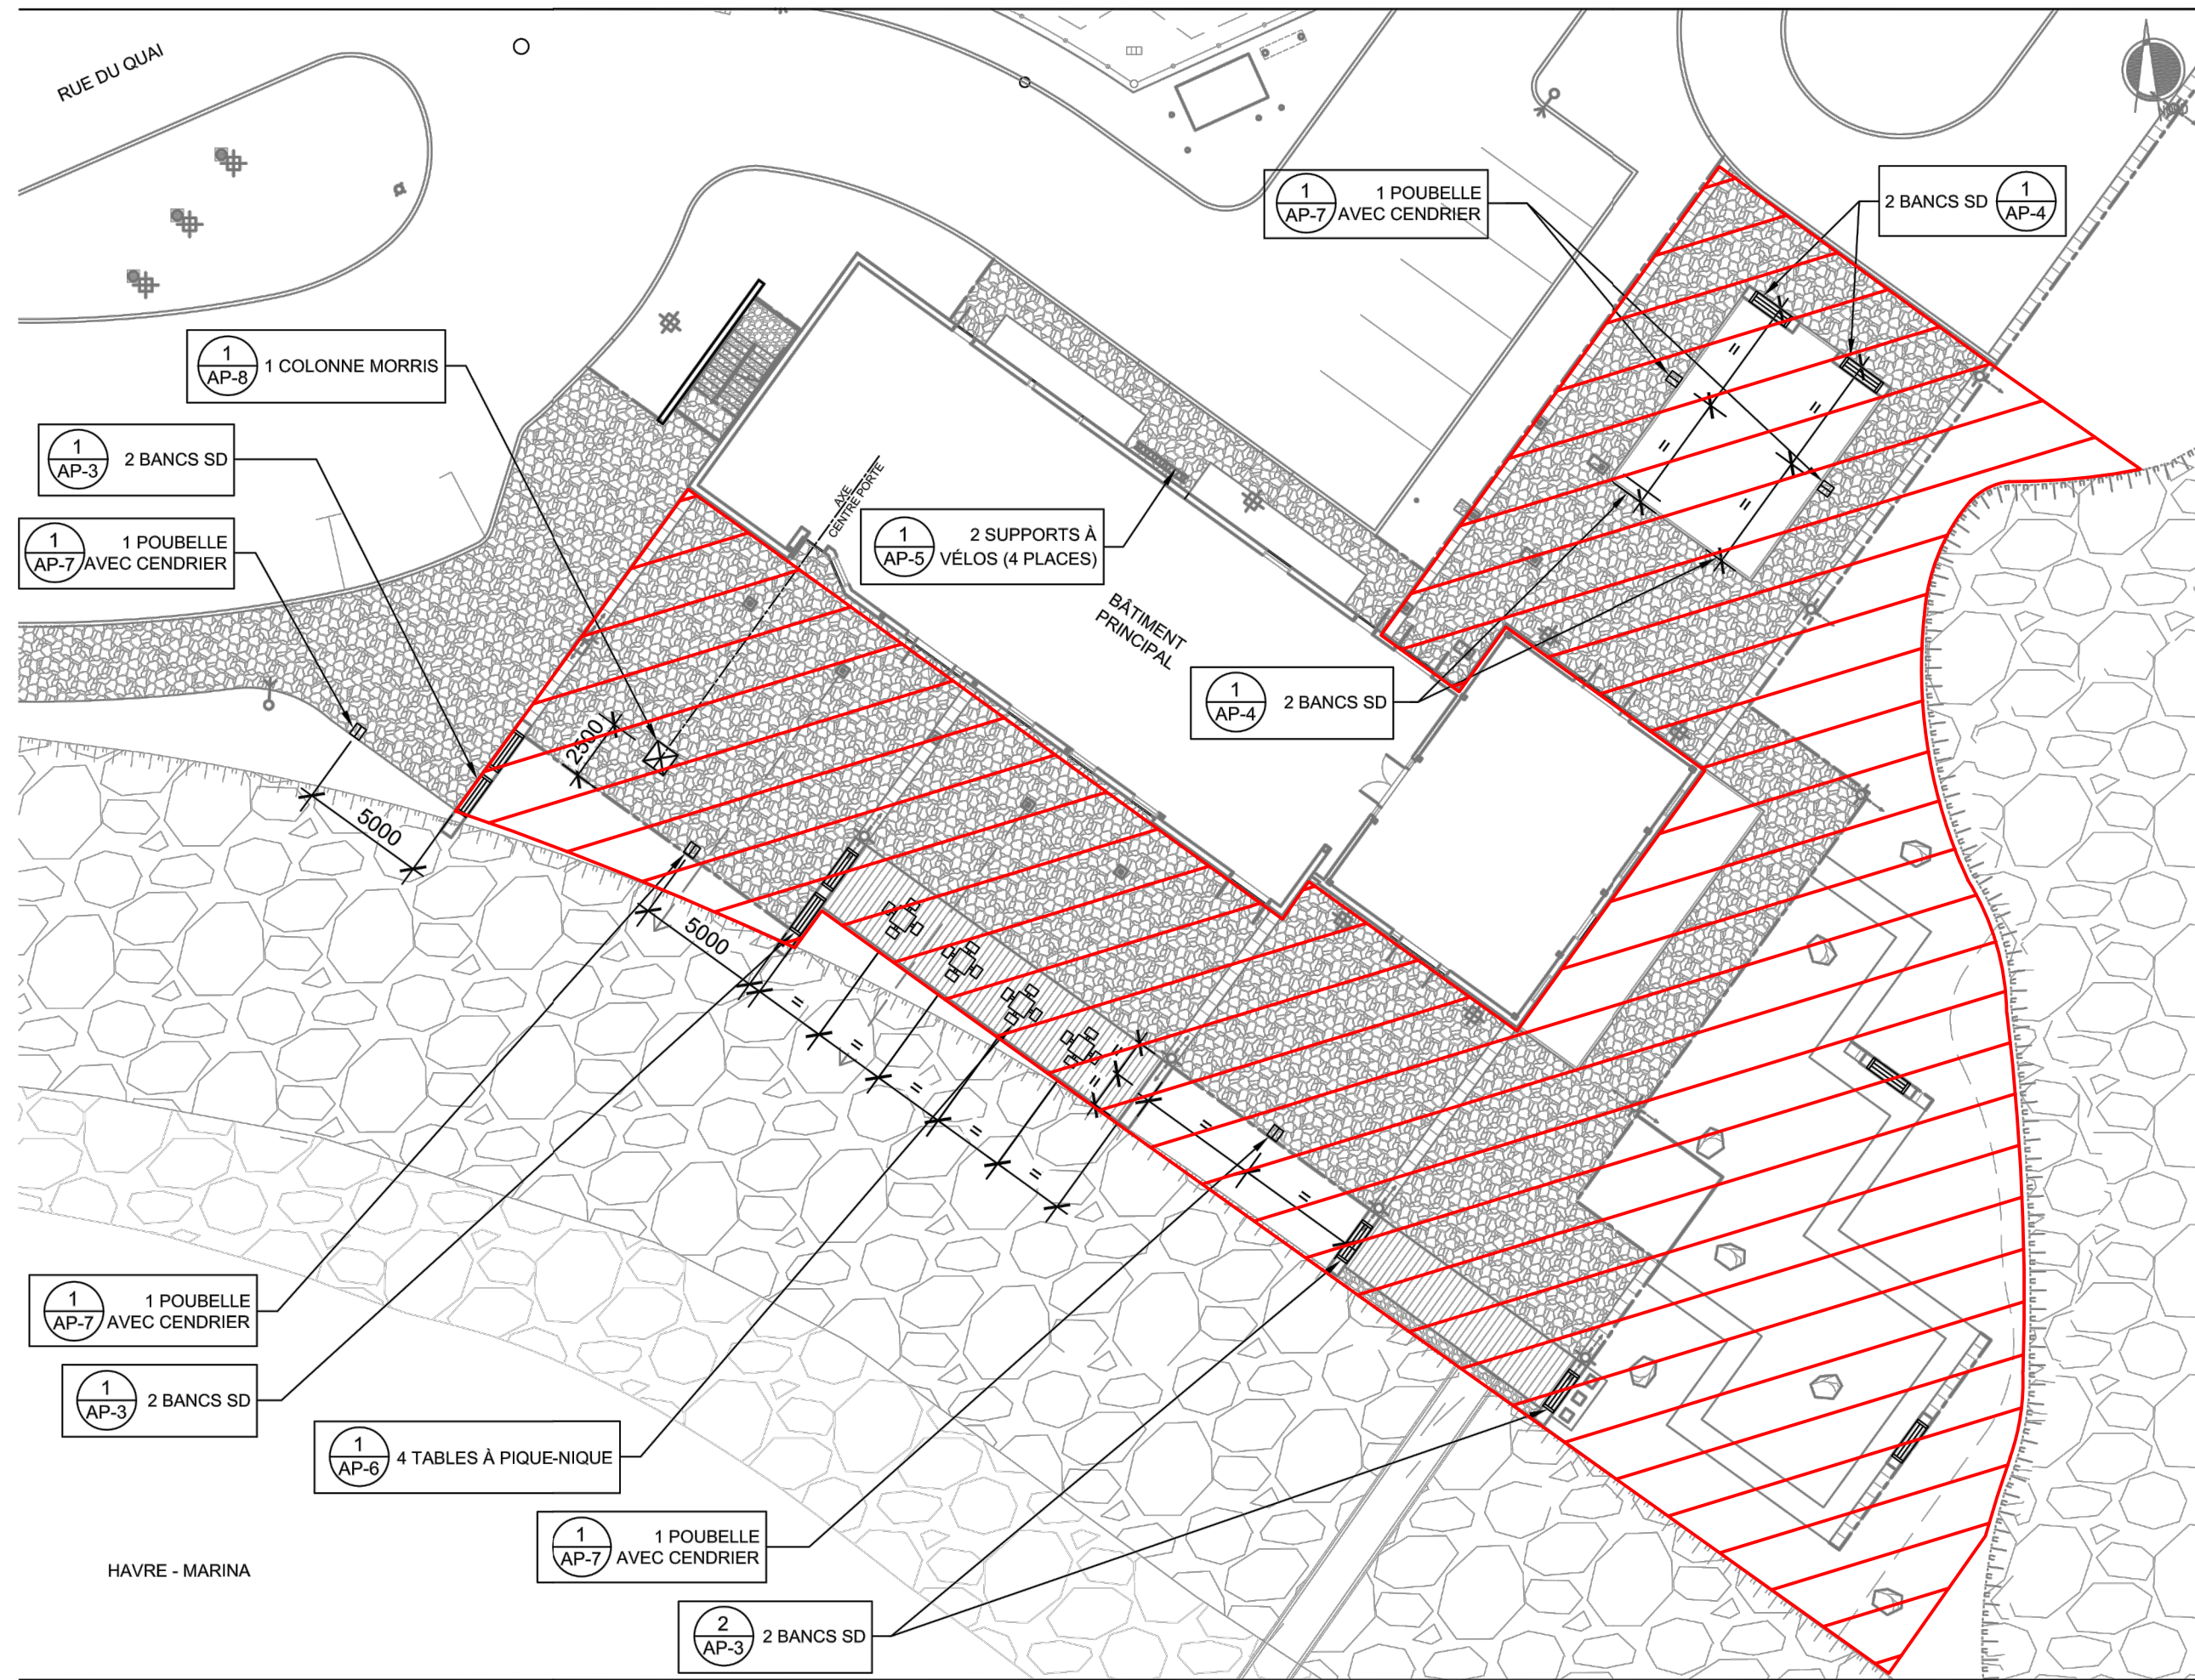 RUE DU QUAI
1
AP-7
1 POUBELLE
AVEC CENDRIER
2 BANCS SD
1
AP-4
1
AP-8
1 COLONNE MORRIS
1
AP-3
2 BANCS SD
1
AP-7
1 POUBELLE
AVEC CENDRIER
AXE
CENTRE PORTE
1
AP-5
2 SUPPORTS À
VÉLOS (4 PLACES)
BÂTIMENT
PRINCIPAL
1
AP-4
2 BANCS SD
2500
5000
5000
1
AP-7
1 POUBELLE
AVEC CENDRIER
1
AP-3
2 BANCS SD
1
AP-6
4 TABLES À PIQUE-NIQUE
1
AP-7
1 POUBELLE
AVEC CENDRIER
HAVRE - MARINA
2
AP-3
2 BANCS SD